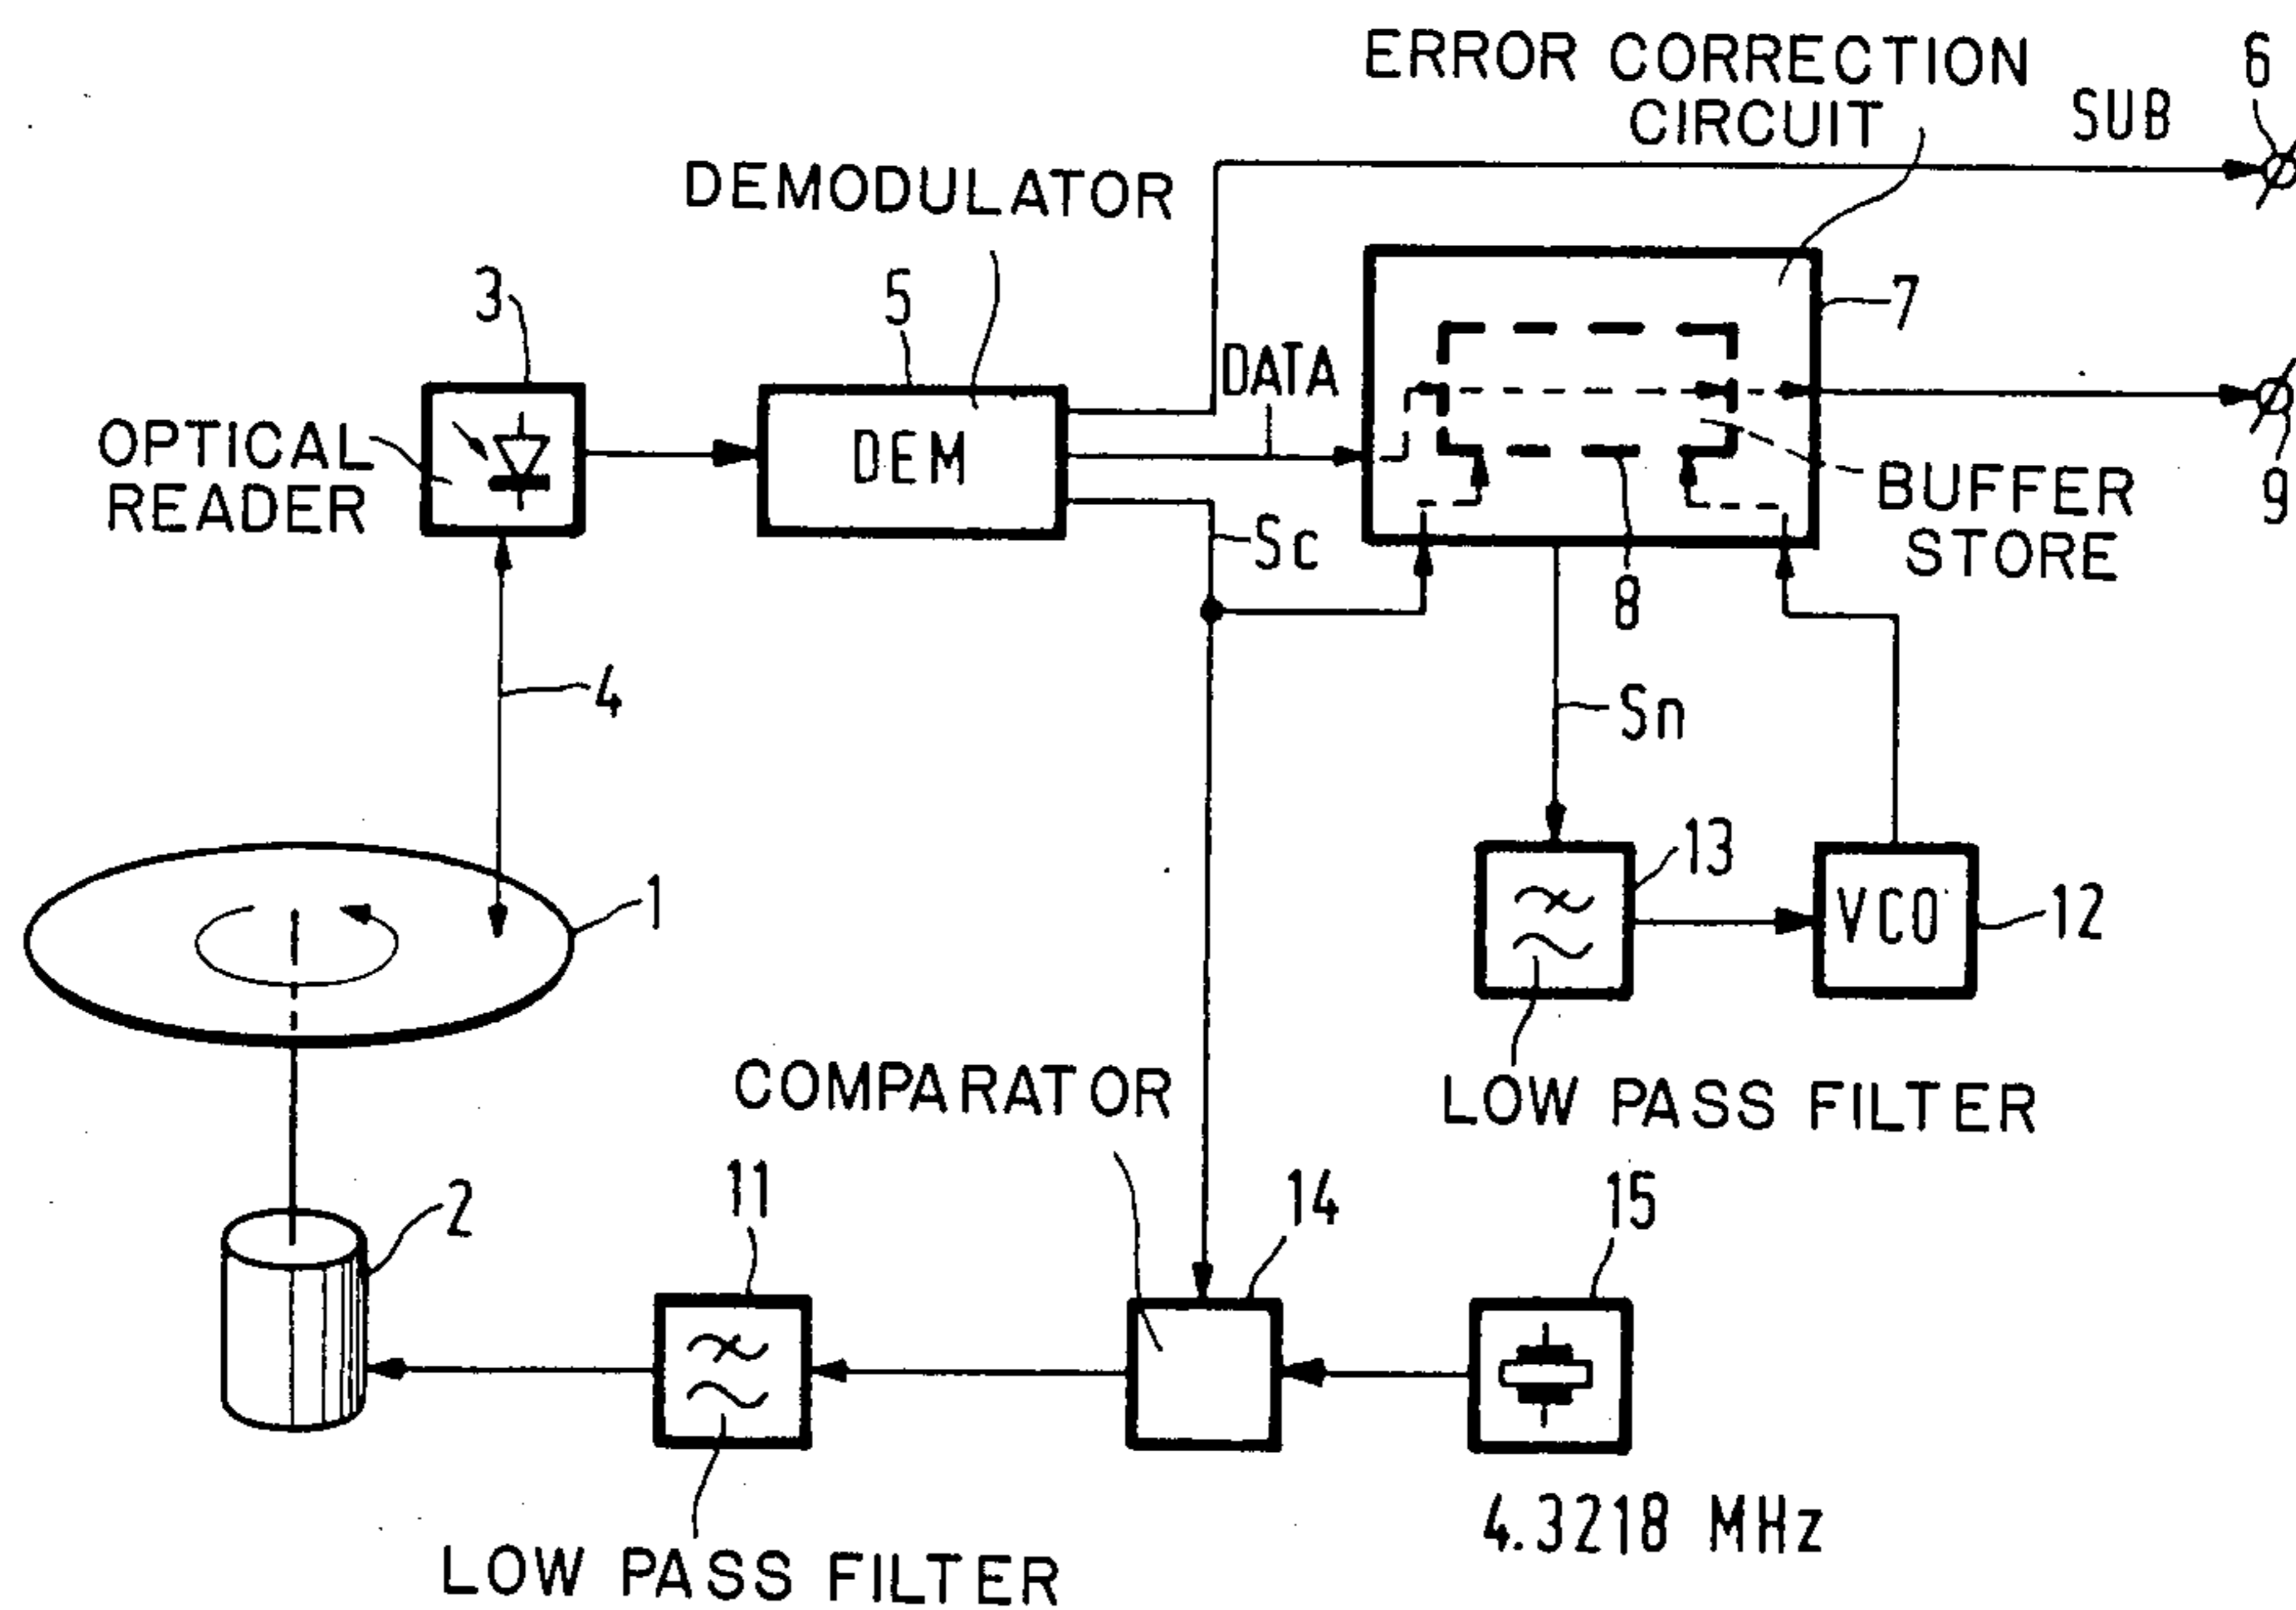 ERROR CORRECTION
CIRCUIT
SUB
6
DEMODULATOR
3
5
7
DATA
OPTICAL
READER
DEM
BUFFER
STORE
9
Sc
8
4
Sn
13
1
VCO
12
COMPARATOR
LOW PASS FILTER
2
11
14
15
4.3218 MHz
LOW PASS FILTER